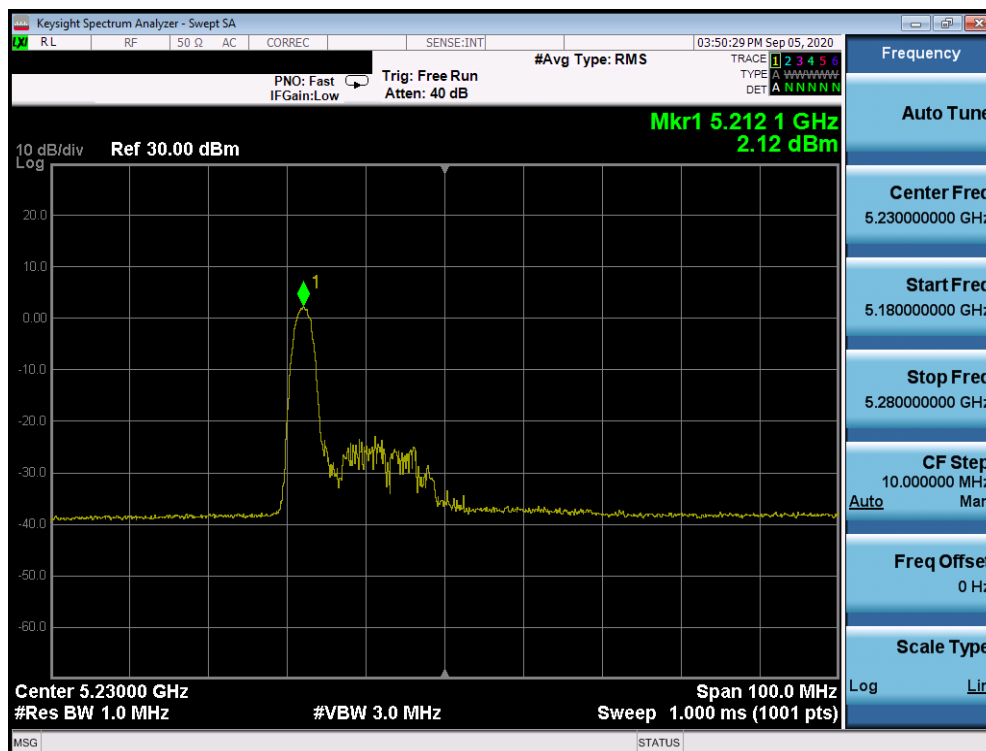 Keysight Spectrum Analyzer - Swept SA
LXI RL RF 50 Ω AC CORREC SENSE:INT 03:50:29 PM Sep 05, 2020
#Avg Type: RMS TRACE 1 2 3 4 5 6
PNO: Fast Trig: Free Run TYPE A WWWWW
IFGain:Low Atten: 40 dB DET A N N N N N
Mkr1 5.212 1 GHz
2.12 dBm
10 dB/div Ref 30.00 dBm
Log
20.0
10.0
1
0.00
-10.0
-20.0
-30.0
-40.0
-50.0
-60.0
Center 5.23000 GHz Span 100.0 MHz
#Res BW 1.0 MHz #VBW 3.0 MHz Sweep 1.000 ms (1001 pts)
MSG STATUS
Frequency
Auto Tune
Center Freq
5.230000000 GHz
Start Freq
5.180000000 GHz
Stop Freq
5.280000000 GHz
CF Step
10.000000 MHz
Auto Man
Freq Offset
0 Hz
Scale Type
Log Lin